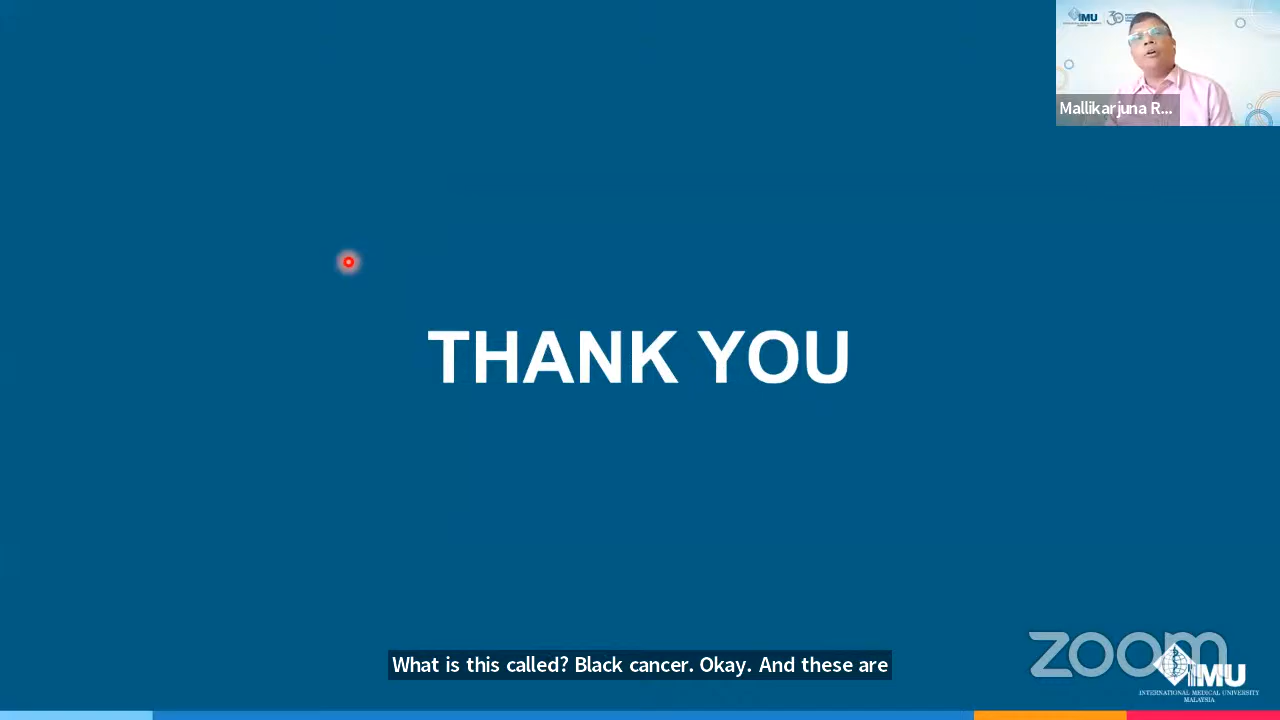 IMU
30
Mallikarjuna R...
THANK YOU
What is this called? Black cancer. Okay. And these are
zoom
IMU
INTERNATIONAL MEDICAL UNIVERSITY
MALAYSIA